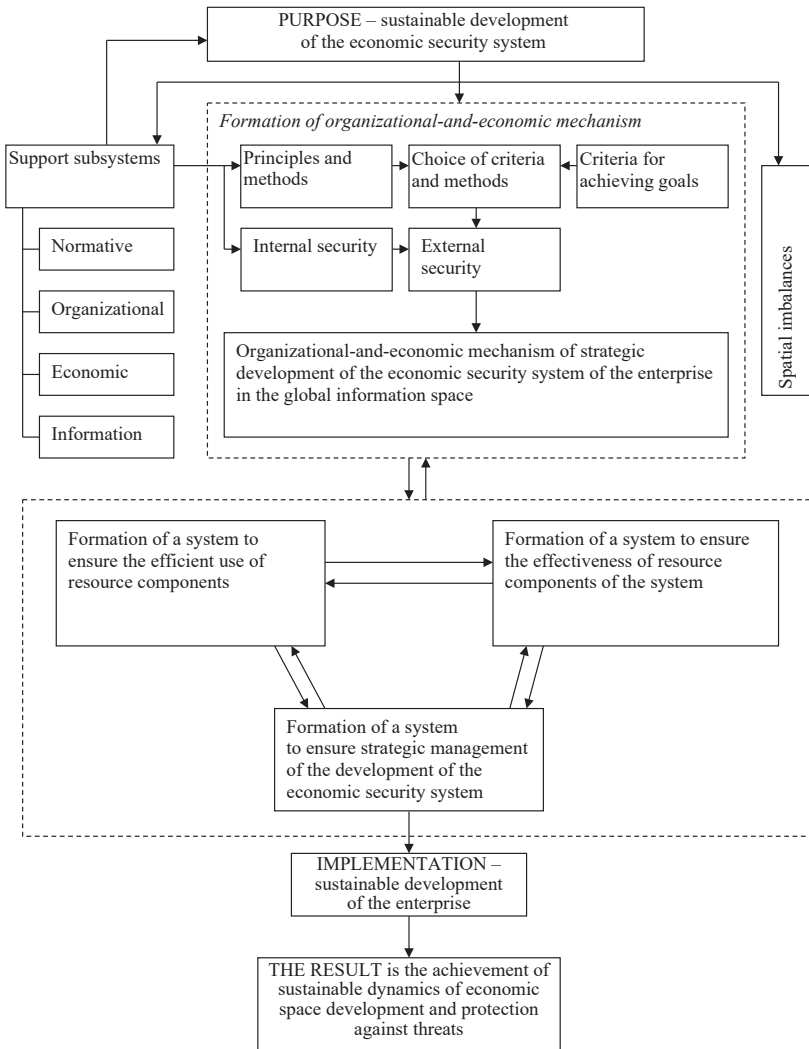 PURPOSE – sustainable development
of the economic security system
Formation of organizational-and-economic mechanism
Support subsystems
Principles and
methods
Choice of criteria
and methods
Criteria for
achieving goals
Normative
Organizational
Economic
Information
Internal security
External
security
Spatial imbalances
Organizational-and-economic mechanism of strategic
development of the economic security system of the enterprise
in the global information space
Formation of a system to
ensure the efficient use of
resource components
Formation of a system to ensure
the effectiveness of resource
components of the system
Formation of a system
to ensure strategic management
of the development of the
economic security system
IMPLEMENTATION –
sustainable development
of the enterprise
THE RESULT is the achievement of
sustainable dynamics of economic
space development and protection
against threats